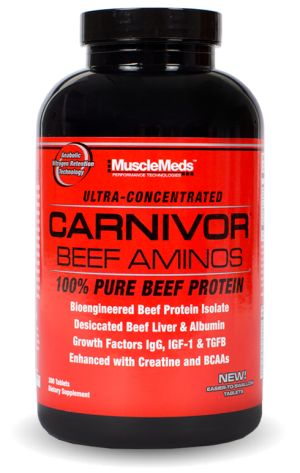 Anabolic
Nitrogen Retention
Technology
MuscleMeds™
PERFORMANCE TECHNOLOGIES
ULTRA-CONCENTRATED
CARNIVOR
BEEF AMINOS
100% PURE BEEF PROTEIN
Bioengineered Beef Protein Isolate
Desiccated Beef Liver & Albumin
Growth Factors IgG, IGF-1 & TGFB
Enhanced with Creatine and BCAAs
300 Tablets
Dietary Supplement
NEW!
EASIER-TO-SWALLOW
TABLETS